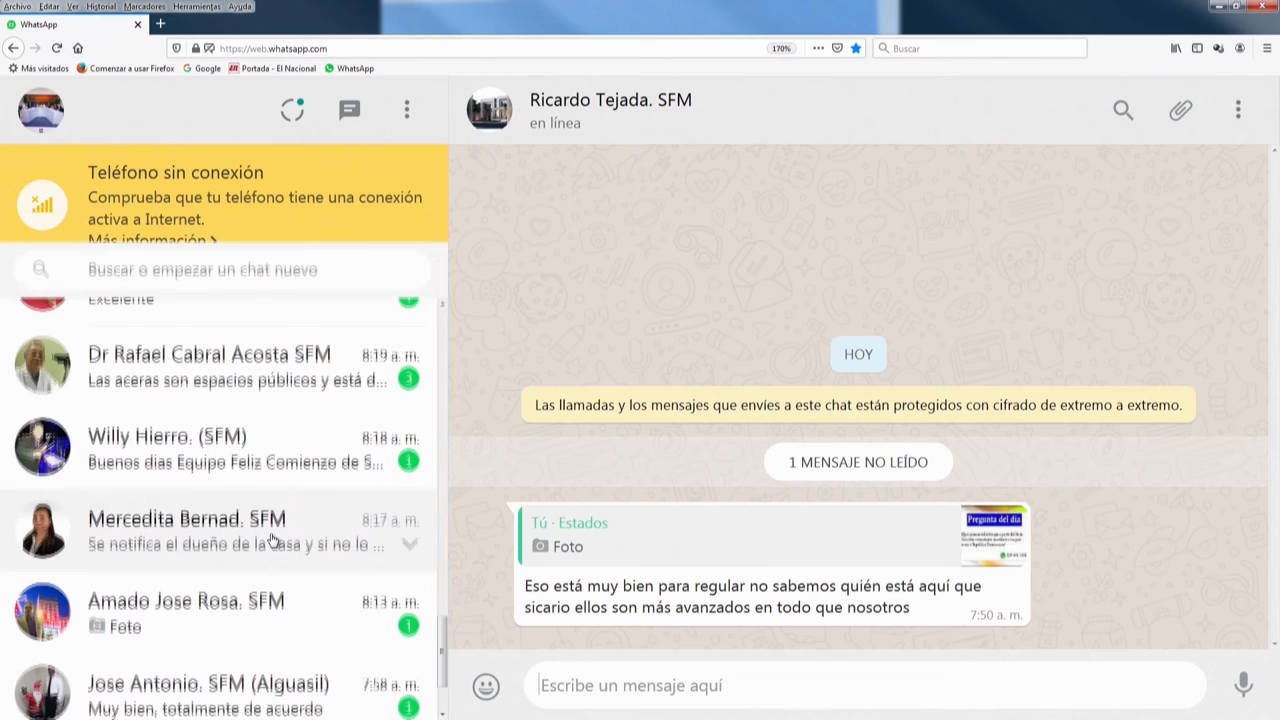 Archivo Editar Ver Historial Marcadores Herramientas Ayuda
WhatsApp
https://web.whatsapp.com
170%
Buscar
Más visitados
Comenzar a usar Firefox
Google
Portada - El Nacional
WhatsApp
Teléfono sin conexión
Comprueba que tu teléfono tiene una conexión
activa a Internet.
Más información
Buscar o empezar un chat nuevo
Excelente
1
Dr Rafael Cabral Acosta SFM 8:19 a. m.
Las aceras son espacios públicos y está d... 3
Willy Hierro. (SFM) 8:18 a. m.
Buenos dias Equipo Feliz Comienzo de S... 1
Mercedita Bernad. SFM 8:17 a. m.
Se notifica el dueño de la casa y si no lo ...
Amado Jose Rosa. SFM 8:13 a. m.
Foto 1
Jose Antonio. SFM (Alguasil) 7:58 a. m.
Muy bien, totalmente de acuerdo 1
Ricardo Tejada. SFM
en línea
HOY
Las llamadas y los mensajes que envíes a este chat están protegidos con cifrado de extremo a extremo.
1 MENSAJE NO LEÍDO
Tú · Estados
Foto
Pregunta del día
Eso está muy bien para regular no sabemos quién está aquí que
sicario ellos son más avanzados en todo que nosotros
7:50 a. m.
Escribe un mensaje aquí